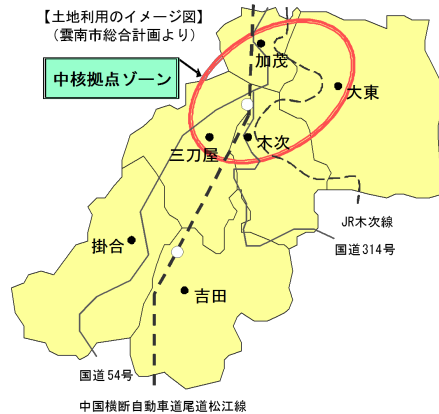 【土地利用のイメージ図】
（雲南市総合計画より）
中核拠点ゾーン
加茂
大東
三刀屋
木次
JR木次線
掛合
国道314号
吉田
国道54号
中国横断自動車道尾道松江線